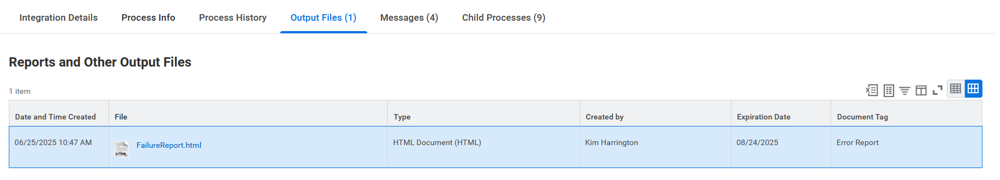 Integration Details Process Info Process History Output Files (1) Messages (4) Child Processes (9)
Reports and Other Output Files
1 item
Date and Time Created File Type Created by Expiration Date Document Tag
06/25/2025 10:47 AM HTML FailureReport.html HTML Document (HTML) Kim Harrington 08/24/2025 Error Report